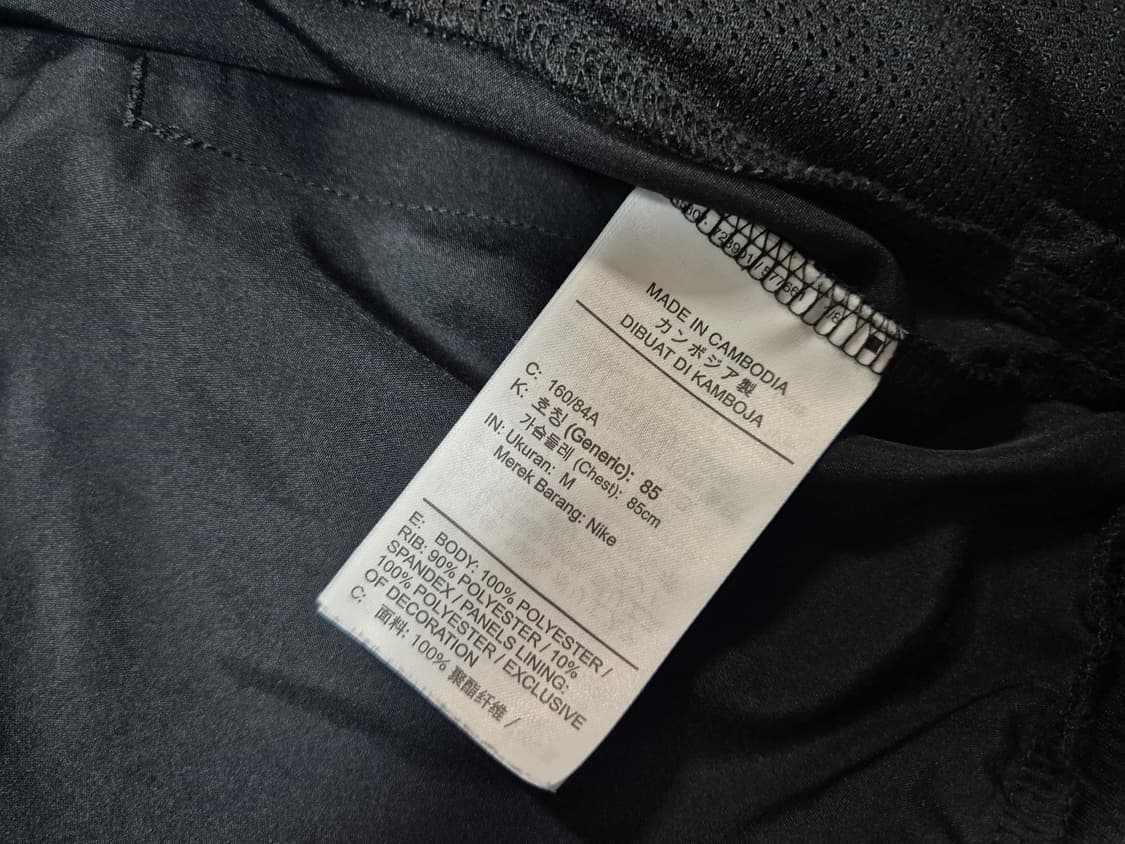 MADE IN CAMBODIA
カンボジア製
DIBUAT DI KAMBOJA
C: 160/84A
K: 호칭 (Generic): 85
가슴둘레 (Chest): 85cm
IN: Ukuran: M
Merek Barang: Nike
E: BODY: 100% POLYESTER /
RIB: 90% POLYESTER / 10%
SPANDEX / PANELS LINING:
100% POLYESTER / EXCLUSIVE
OF DECORATION
C: 面料: 100% 聚酯纤维 /